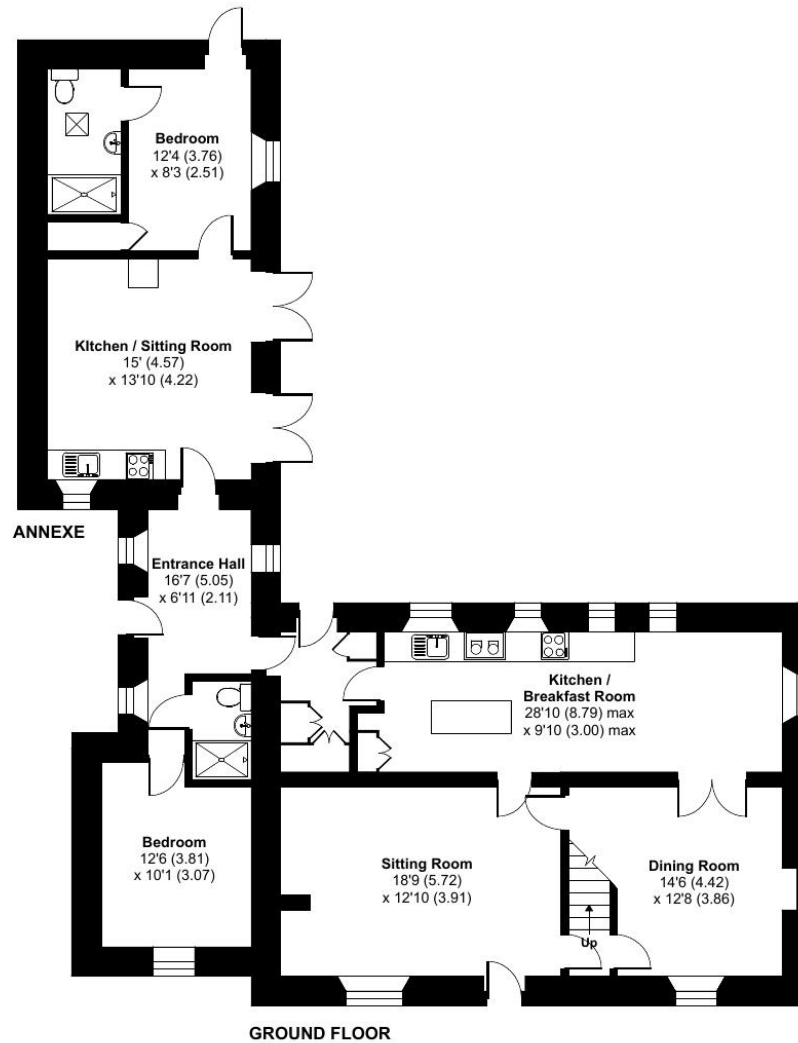 Bedroom
12'4 (3.76)
x 8'3 (2.51)
KItchen / Sitting Room
15' (4.57)
x 13'10 (4.22)
ANNEXE
Entrance Hall
16'7 (5.05)
x 6'11 (2.11)
Kitchen /
Breakfast Room
28'10 (8.79) max
x 9'10 (3.00) max
Bedroom
12'6 (3.81)
x 10'1 (3.07)
Sitting Room
18'9 (5.72)
x 12'10 (3.91)
Dining Room
14'6 (4.42)
x 12'8 (3.86)
Up
GROUND FLOOR